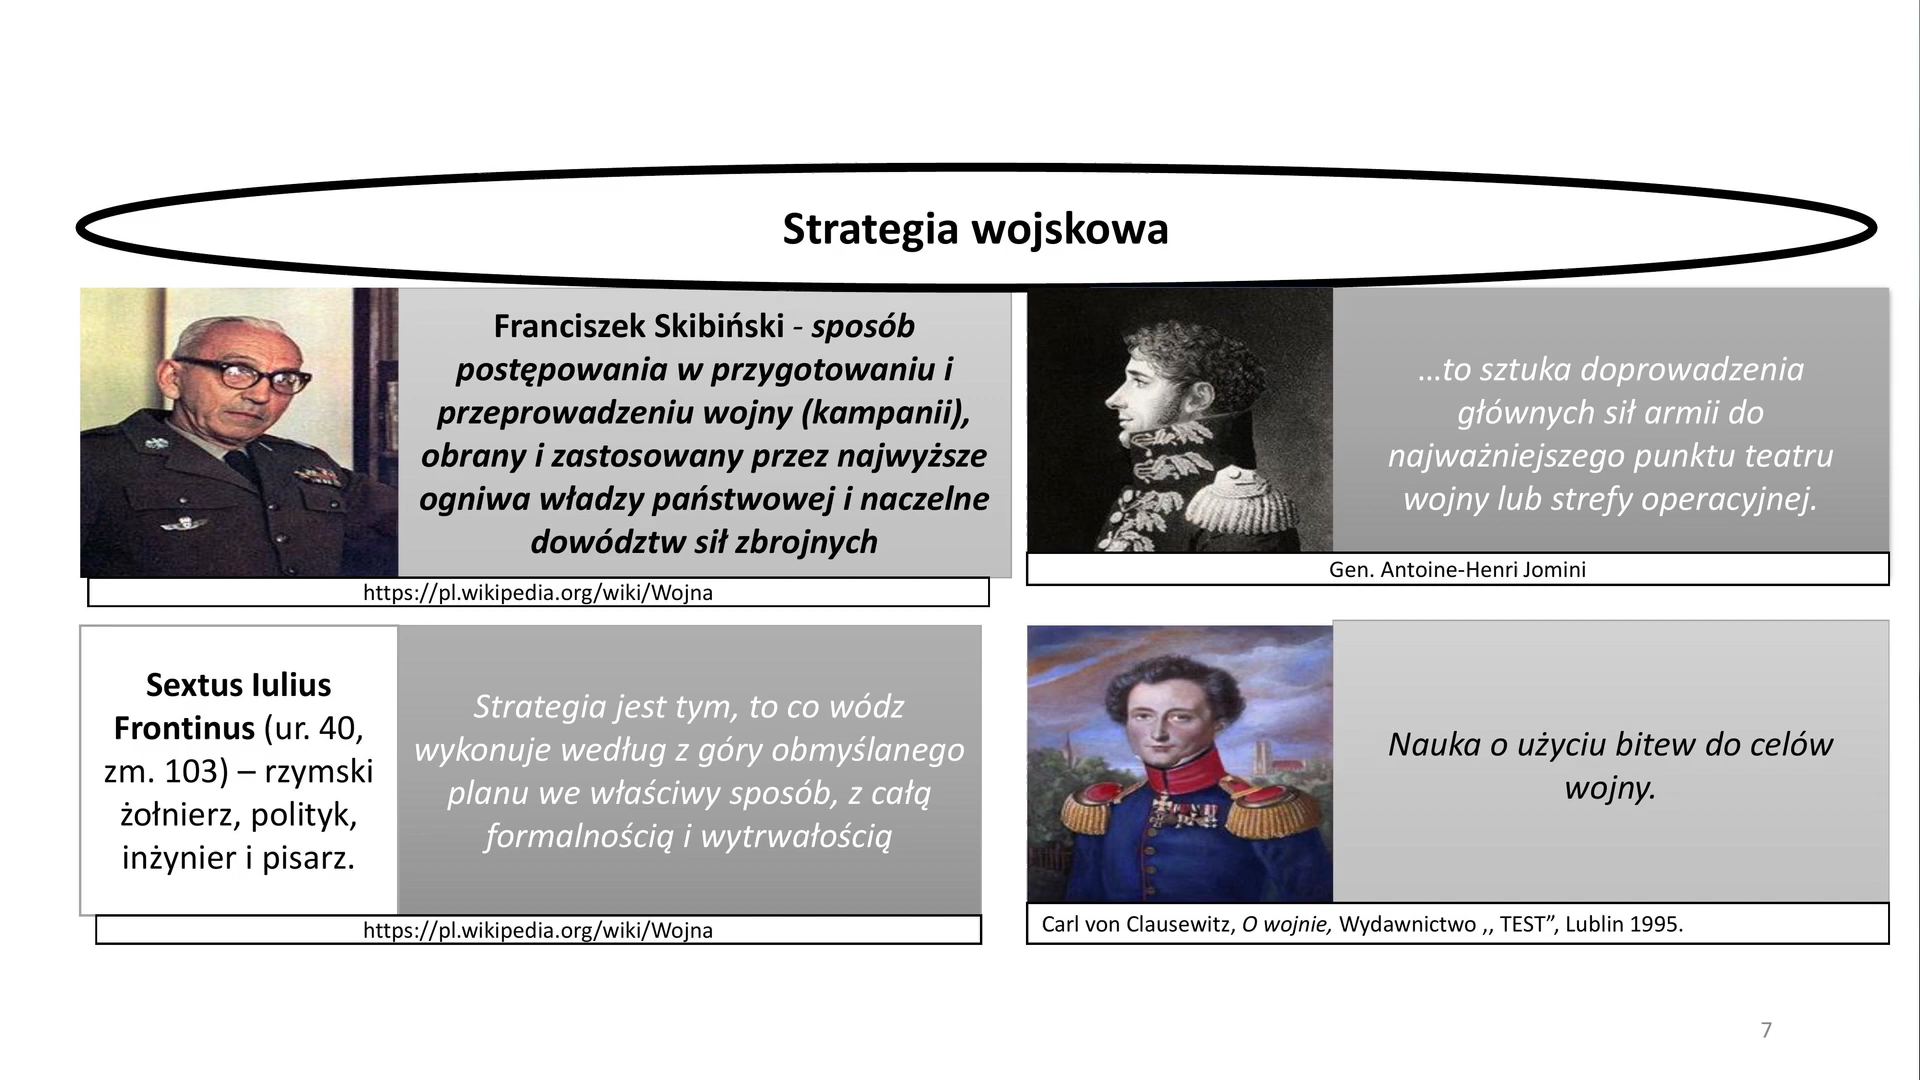 Strategia wojskowa
Franciszek Skibiński - sposób
postępowania w przygotowaniu i
przeprowadzeniu wojny (kampanii),
obrany i zastosowany przez najwyższe
ogniwa władzy państwowej i naczelne
dowództw sił zbrojnych
https://pl.wikipedia.org/wiki/Wojna
…to sztuka doprowadzenia
głównych sił armii do
najważniejszego punktu teatru
wojny lub strefy operacyjnej.
Gen. Antoine-Henri Jomini
Sextus Iulius
Frontinus (ur. 40,
zm. 103) – rzymski
żołnierz, polityk,
inżynier i pisarz.
Strategia jest tym, to co wódz
wykonuje według z góry obmyślanego
planu we właściwy sposób, z całą
formalnością i wytrwałością
https://pl.wikipedia.org/wiki/Wojna
Nauka o użyciu bitew do celów
wojny.
Carl von Clausewitz, O wojnie, Wydawnictwo ,, TEST”, Lublin 1995.
7